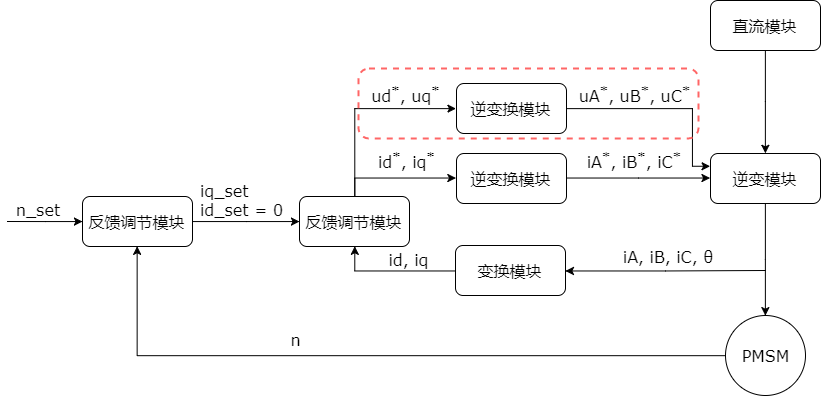 直流模块
ud*, uq*
逆变换模块
uA*, uB*, uC*
id*, iq*
逆变换模块
iA*, iB*, iC*
逆变模块
n_set
反馈调节模块
iq_set
id_set = 0
反馈调节模块
id, iq
变换模块
iA, iB, iC, θ
n
PMSM